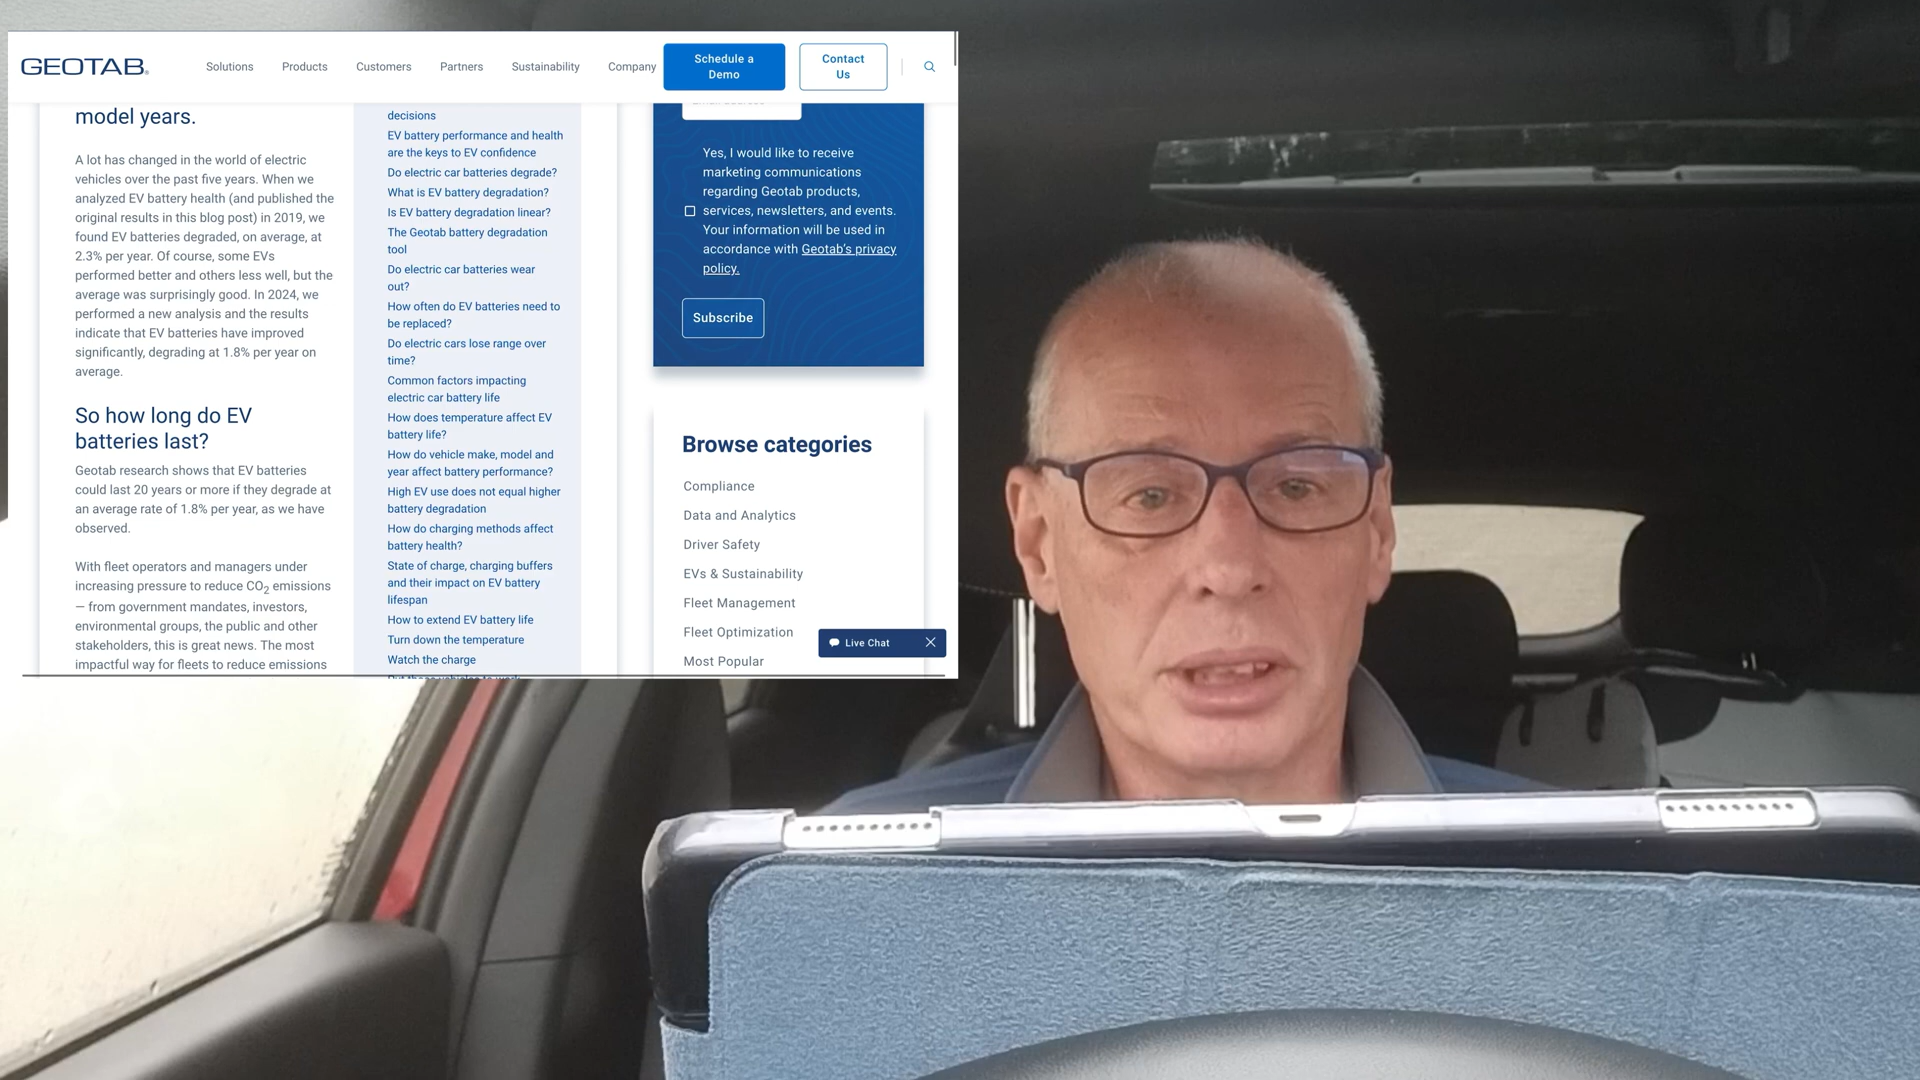 GEOTAB
Solutions
Products
Customers
Partners
Sustainability
Company
Schedule a
Demo
Contact
Us
model years.
A lot has changed in the world of electric
vehicles over the past five years. When we
analyzed EV battery health (and published the
original results in this blog post) in 2019, we
found EV batteries degraded, on average, at
2.3% per year. Of course, some EVs
performed better and others less well, but the
average was surprisingly good. In 2024, we
performed a new analysis and the results
indicate that EV batteries have improved
significantly, degrading at 1.8% per year on
average.
So how long do EV
batteries last?
Geotab research shows that EV batteries
could last 20 years or more if they degrade at
an average rate of 1.8% per year, as we have
observed.
With fleet operators and managers under
increasing pressure to reduce CO2 emissions
— from government mandates, investors,
environmental groups, the public and other
stakeholders, this is great news. The most
impactful way for fleets to reduce emissions
decisions
EV battery performance and health
are the keys to EV confidence
Do electric car batteries degrade?
What is EV battery degradation?
Is EV battery degradation linear?
The Geotab battery degradation
tool
Do electric car batteries wear
out?
How often do EV batteries need to
be replaced?
Do electric cars lose range over
time?
Common factors impacting
electric car battery life
How does temperature affect EV
battery life?
How do vehicle make, model and
year affect battery performance?
High EV use does not equal higher
battery degradation
How do charging methods affect
battery health?
State of charge, charging buffers
and their impact on EV battery
lifespan
How to extend EV battery life
Turn down the temperature
Watch the charge
Yes, I would like to receive
marketing communications
regarding Geotab products,
services, newsletters, and events.
Your information will be used in
accordance with Geotab's privacy
policy.
Subscribe
Browse categories
Compliance
Data and Analytics
Driver Safety
EVs & Sustainability
Fleet Management
Fleet Optimization
Most Popular
Live Chat